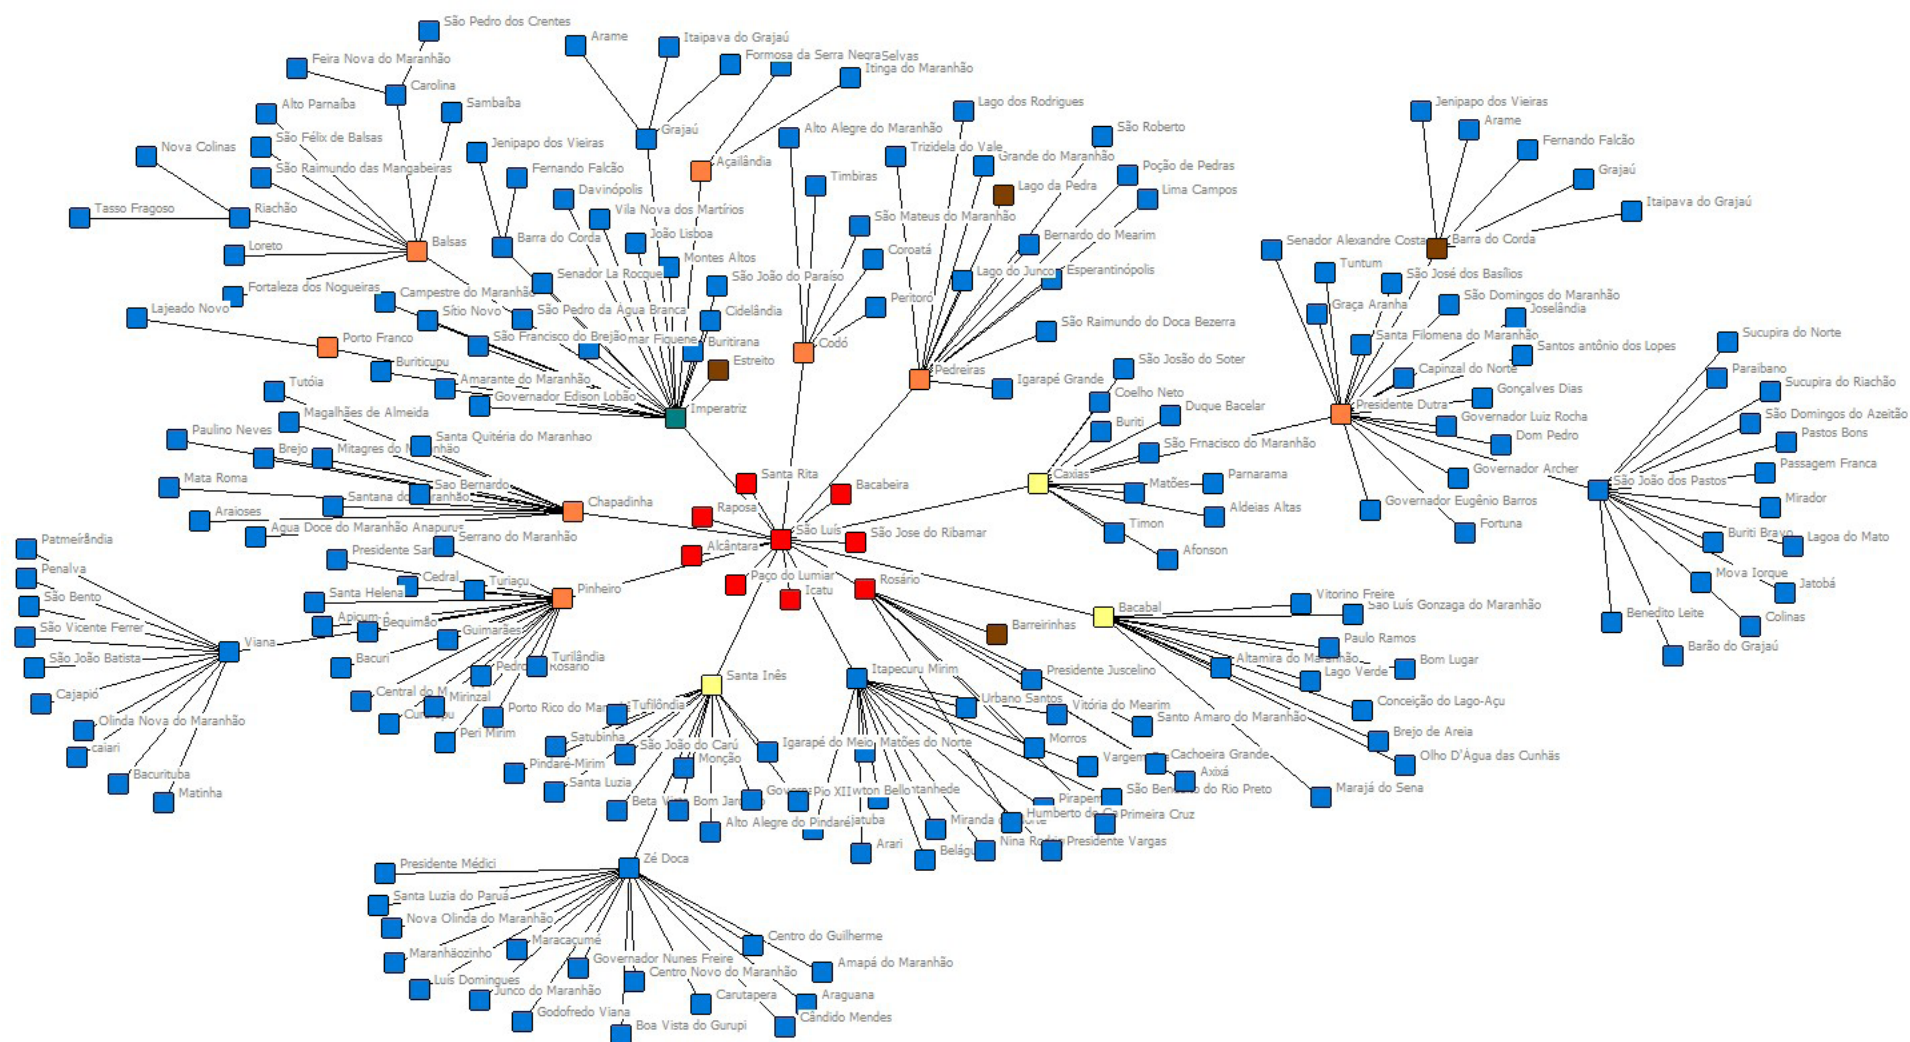 São Pedro dos Crentes
Arame
Itaipava do Grajaú
Feira Nova do Maranhão
Formosa da Serra Negra
Selvas
Itinga do Maranhão
Carolina
Alto Parnaíba
Sambaíba
Lago dos Rodrigues
Jenipapo dos Vieiras
Arame
Grajaú
Alto Alegre do Maranhão
São Roberto
Nova Colinas
São Félix de Balsas
Jenipapo dos Vieiras
Trizidela do Vale
Fernando Falcão
São Raimundo das Mangabeiras
Fernando Falcão
Açailândia
Grande do Maranhão
Poção de Pedras
Grajaú
Davinópolis
Timbiras
Lago da Pedra
Lima Campos
Tasso Fragoso
Riachão
Vila Nova dos Martírios
São Mateus do Maranhão
Itaipava do Grajaú
Loreto
Balsas
Barra do Corda
João Lisboa
Coroatá
Bernardo do Mearim
Senador Alexandre Costa
Barra do Corda
Montes Altos
Senador La Rocque
São João do Paraíso
Lago do Junco
Esperantinópolis
Tuntum
São José dos Basílios
Fortaleza dos Nogueiras
Campestre do Maranhão
Peritoró
Graça Aranha
São Domingos do Maranhão
Lajeado Novo
Sítio Novo
São Pedro da Água Branca
Cidelândia
São Raimundo do Doca Bezerra
Joselândia
Porto Franco
São Francisco do Brejão
mar Fiquene
Buritirana
Codó
Santa Filomena do Maranhão
Sucupira do Norte
Buriticupu
Estreito
Pedreiras
São Josão do Soter
Santos antônio dos Lopes
Tutóia
Amarante do Maranhão
Igarapé Grande
Capinzal do Norte
Paraibano
Governador Edison Lobão
Coelho Neto
Gonçalves Dias
Sucupira do Riachão
Magalhães de Almeida
Imperatriz
Duque Bacelar
Presidente Dutra
Governador Luiz Rocha
São Domingos do Azeitão
Paulino Neves
Santa Quitéria do Maranhao
Buriti
Dom Pedro
Pastos Bons
Brejo
São Frnacisco do Maranhão
Mata Roma
Santa Rita
Caxias
Parnarama
Governador Archer
Passagem Franca
Sao Bernardo
Bacabeira
Matões
São João dos Pastos
Chapadinha
Governador Eugênio Barros
Mirador
Araioses
Raposa
Aldeias Altas
Fortuna
Agua Doce do Maranhão
Anapurus
São Luís
Timon
Buriti Bravo
Lagoa do Mato
Patmeirândia
Serrano do Maranhão
São Jose do Ribamar
Alcântara
Afonson
Penalva
Cedral
Turiaçu
Pinheiro
Paço do Lumiar
Rosário
Mova Iorque
Jatobá
São Bento
Santa Helena
Icatu
Bacabal
Vitorino Freire
São Luís Gonzaga do Maranhão
Benedito Leite
Colinas
São Vicente Ferrer
Bequimão
Guimarães
Barreirinhas
Paulo Ramos
Barão do Grajaú
Viana
São João Batista
Bacuri
Turilândia
Itapecuru Mirim
Presidente Juscelino
Lago Verde
Bom Lugar
Cajapió
Mirinzal
Santa Inês
Urbano Santos
Conceição do Lago-Açu
Olinda Nova do Maranhão
Tufilôndia
Vitória do Mearim
Santo Amaro do Maranhão
Peri Mirim
Satubinha
Brejo de Areia
caiari
São João do Carú
Igarapé do Meio
Matões do Norte
Morros
Cachoeira Grande
Olho D'Água das Cunhãs
Pindaré-Mirim
Monção
Bacurituba
Santa Luzia
Axixá
Marajá do Sena
Matinha
Pio XII
Primeira Cruz
Alto Alegre do Pindaré
Arari
Presidente Vargas
Presidente Médici
Zé Doca
Santa Luzia do Paruá
Nova Olinda do Maranhão
Maracaçumé
Centro do Guilherme
Maranhãozinho
Governador Nunes Freire
Amapá do Maranhão
Luís Domingues
Centro Novo do Maranhão
Junco do Maranhão
Carutapera
Araguana
Godofredo Viana
Boa Vista do Gurupi
Cândido Mendes